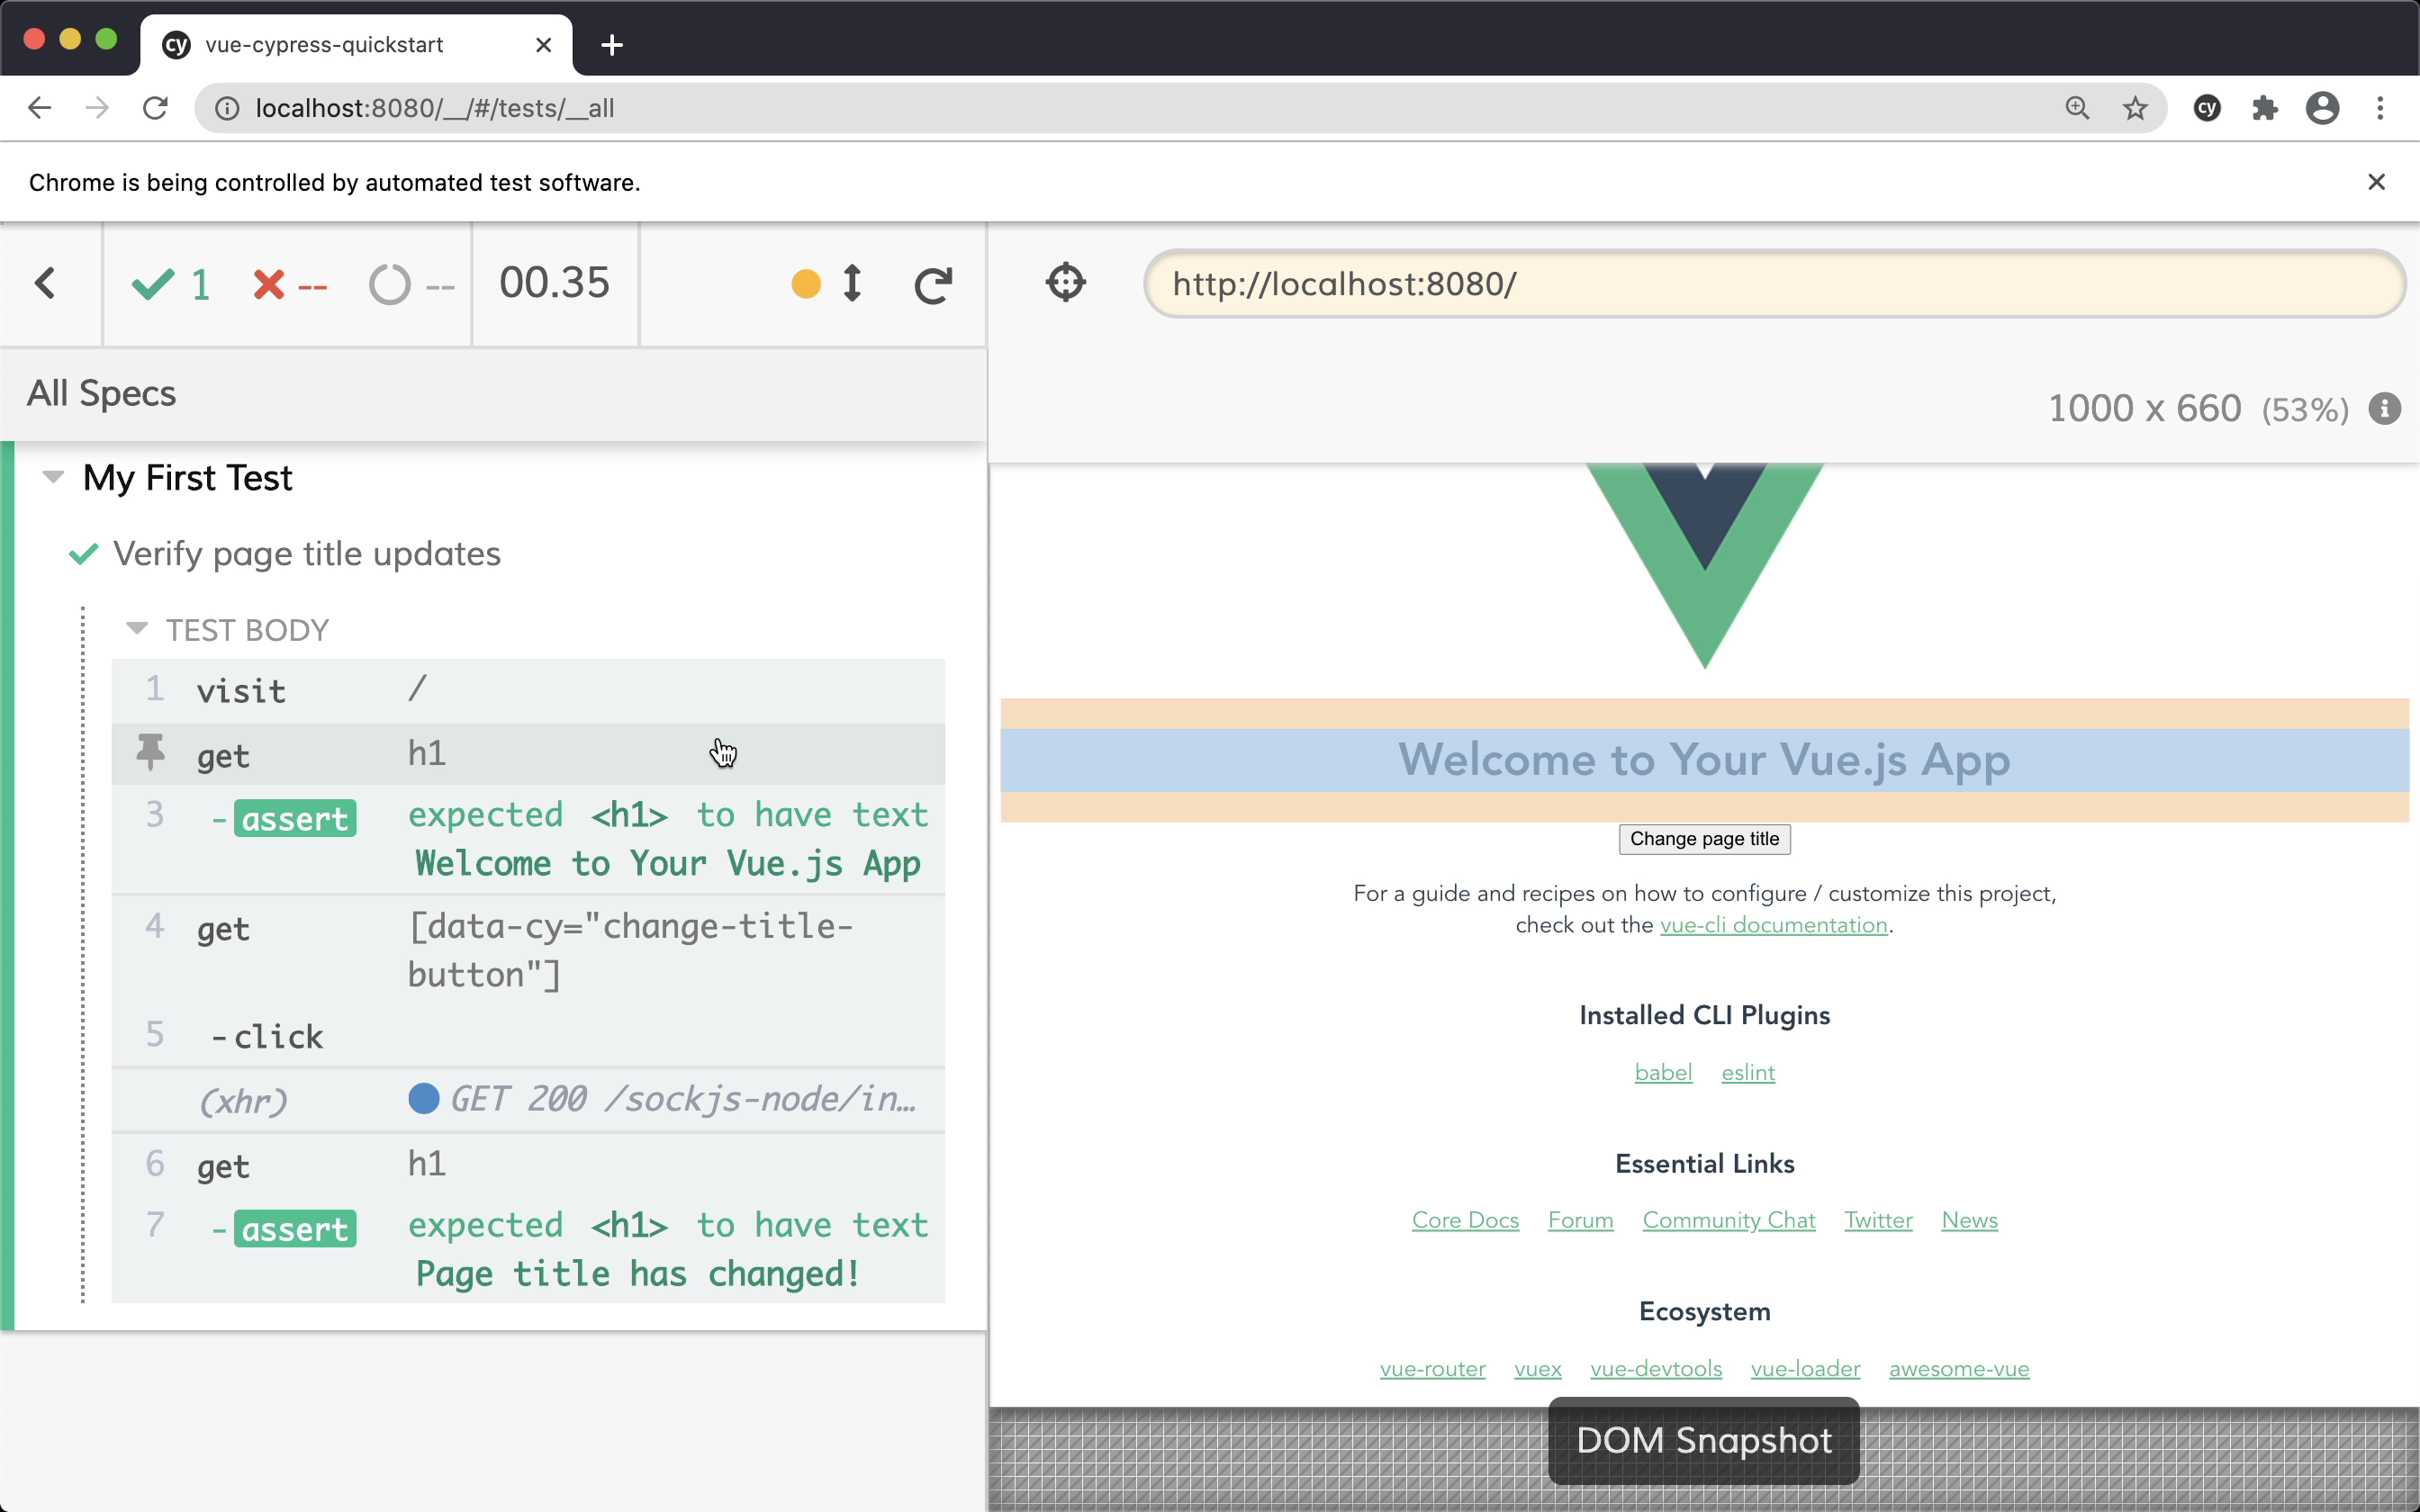 cy vue-cypress-quickstart
localhost:8080/__/#/tests/__all
cy
Chrome is being controlled by automated test software.
1 -- -- 00.35
http://localhost:8080/
All Specs
1000 x 660 (53%)
My First Test
Verify page title updates
TEST BODY
1 visit /
get h1
3 -assert expected <h1> to have text
Welcome to Your Vue.js App
4 get [data-cy="change-title-
button"]
5 -click
(xhr) GET 200 /sockjs-node/in...
6 get h1
7 -assert expected <h1> to have text
Page title has changed!
Welcome to Your Vue.js App
Change page title
For a guide and recipes on how to configure / customize this project,
check out the vue-cli documentation.
Installed CLI Plugins
babel eslint
Essential Links
Core Docs Forum Community Chat Twitter News
Ecosystem
vue-router vuex vue-devtools vue-loader awesome-vue
DOM Snapshot